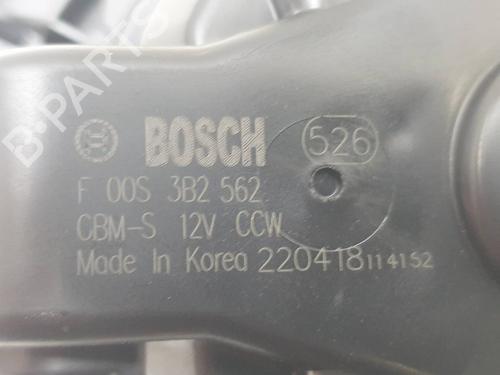 B-PARTS
BOSCH 526
F 00S 3B2 562
CBM-S 12V CCW
Made In Korea 220418114152